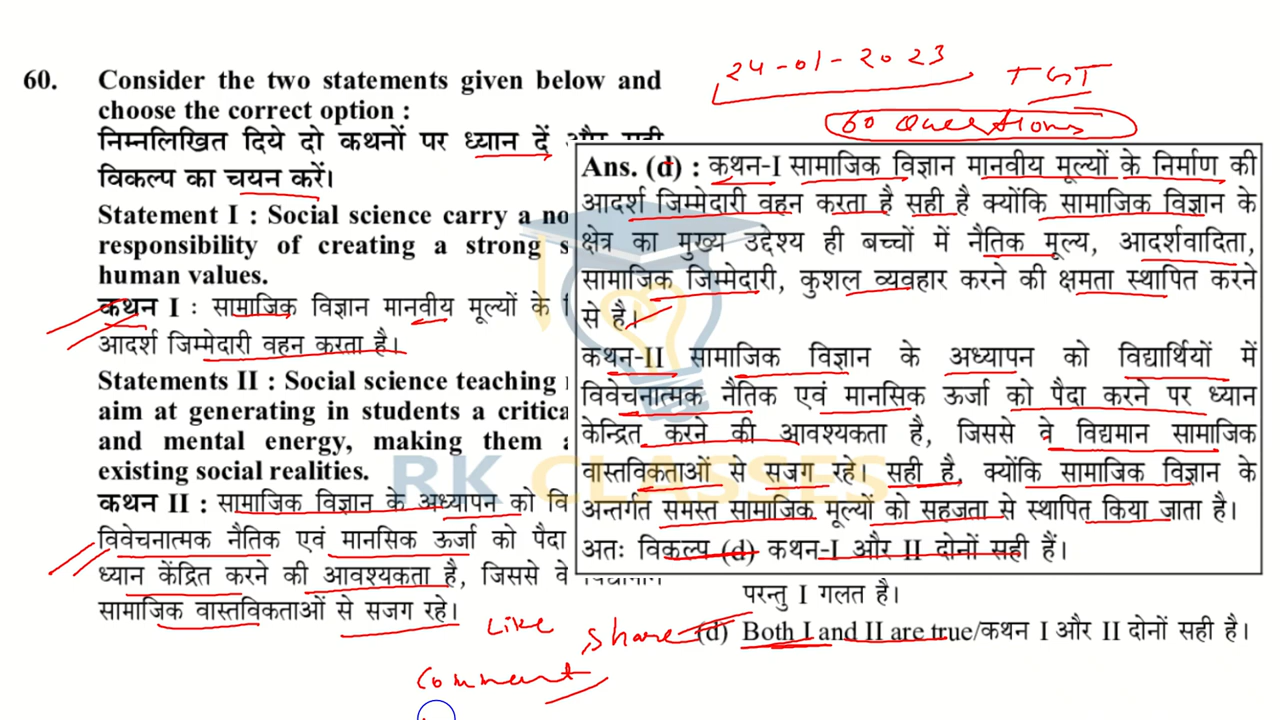 24-01-2023
TGT
60 Questions
60. Consider the two statements given below and
choose the correct option :
निम्नलिखित दिये दो कथनों पर ध्यान दें और सही
विकल्प का चयन करें।
Statement I : Social science carry a no
responsibility of creating a strong s
human values.
कथन I : सामाजिक विज्ञान मानवीय मूल्यों के
आदर्श जिम्मेदारी वहन करता है।
Statements II : Social science teaching
aim at generating in students a critica
and mental energy, making them a
existing social realities.
कथन II : सामाजिक विज्ञान के अध्यापन को वि
विवेचनात्मक नैतिक एवं मानसिक ऊर्जा को पैदा
ध्यान केंद्रित करने की आवश्यकता है, जिससे वे विद्यमान
सामाजिक वास्तविकताओं से सजग रहे।
Ans. (d) : कथन-I सामाजिक विज्ञान मानवीय मूल्यों के निर्माण की
आदर्श जिम्मेदारी वहन करता है सही है क्योंकि सामाजिक विज्ञान के
क्षेत्र का मुख्य उद्देश्य ही बच्चों में नैतिक मूल्य, आदर्शवादिता,
सामाजिक जिम्मेदारी, कुशल व्यवहार करने की क्षमता स्थापित करने
से है।
कथन-II सामाजिक विज्ञान के अध्यापन को विद्यार्थियों में
विवेचनात्मक नैतिक एवं मानसिक ऊर्जा को पैदा करने पर ध्यान
केन्द्रित करने की आवश्यकता है, जिससे वे विद्यमान सामाजिक
वास्तविकताओं से सजग रहे। सही है, क्योंकि सामाजिक विज्ञान के
अन्तर्गत समस्त सामाजिक मूल्यों को सहजता से स्थापित किया जाता है।
अतः विकल्प (d) कथन-I और II दोनों सही हैं।
परन्तु I गलत है।
(d) Both I and II are true/कथन I और II दोनों सही है।
RK CLASSES
Like
share
Comment